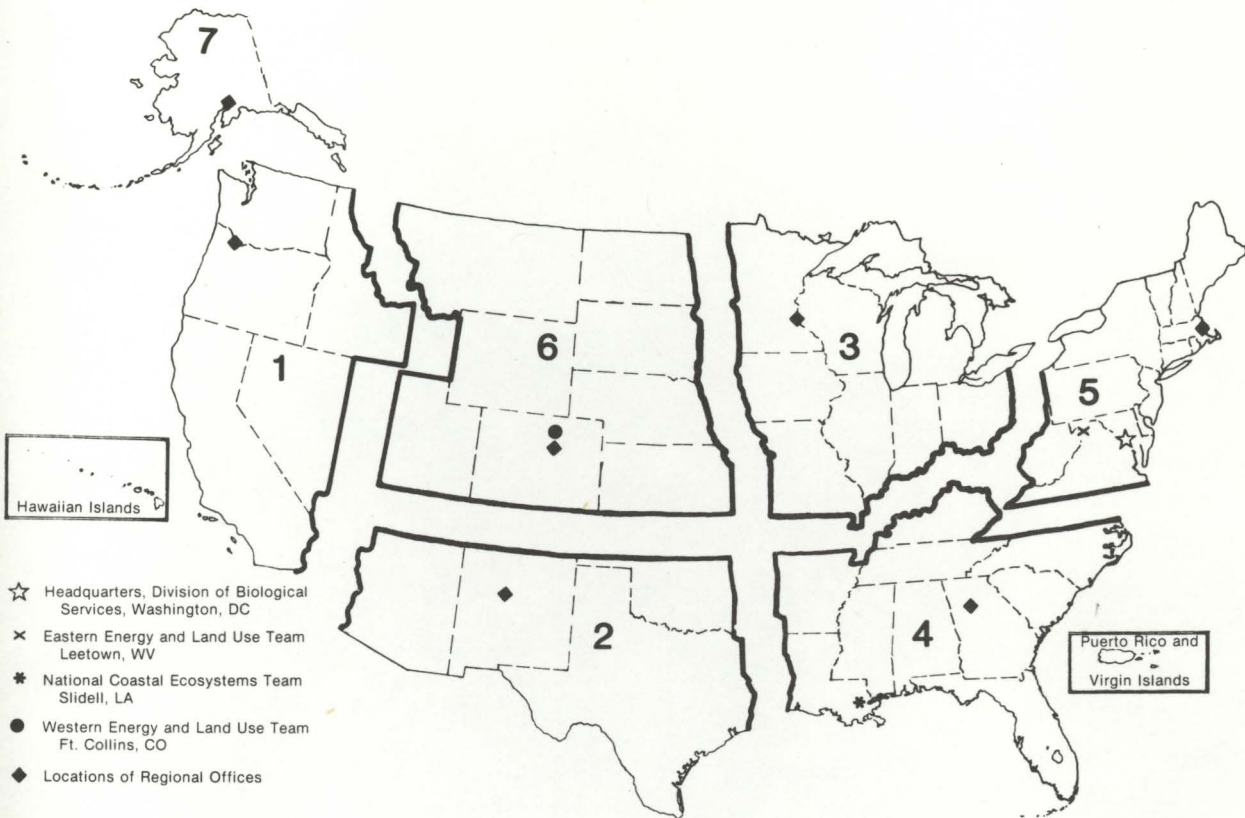 7
6
3
1
5
Hawaiian Islands
2
4
Puerto Rico and
Virgin Islands
Headquarters, Division of Biological
Services, Washington, DC
Eastern Energy and Land Use Team
Leetown, WV
National Coastal Ecosystems Team
Slidell, LA
Western Energy and Land Use Team
Ft. Collins, CO
Locations of Regional Offices